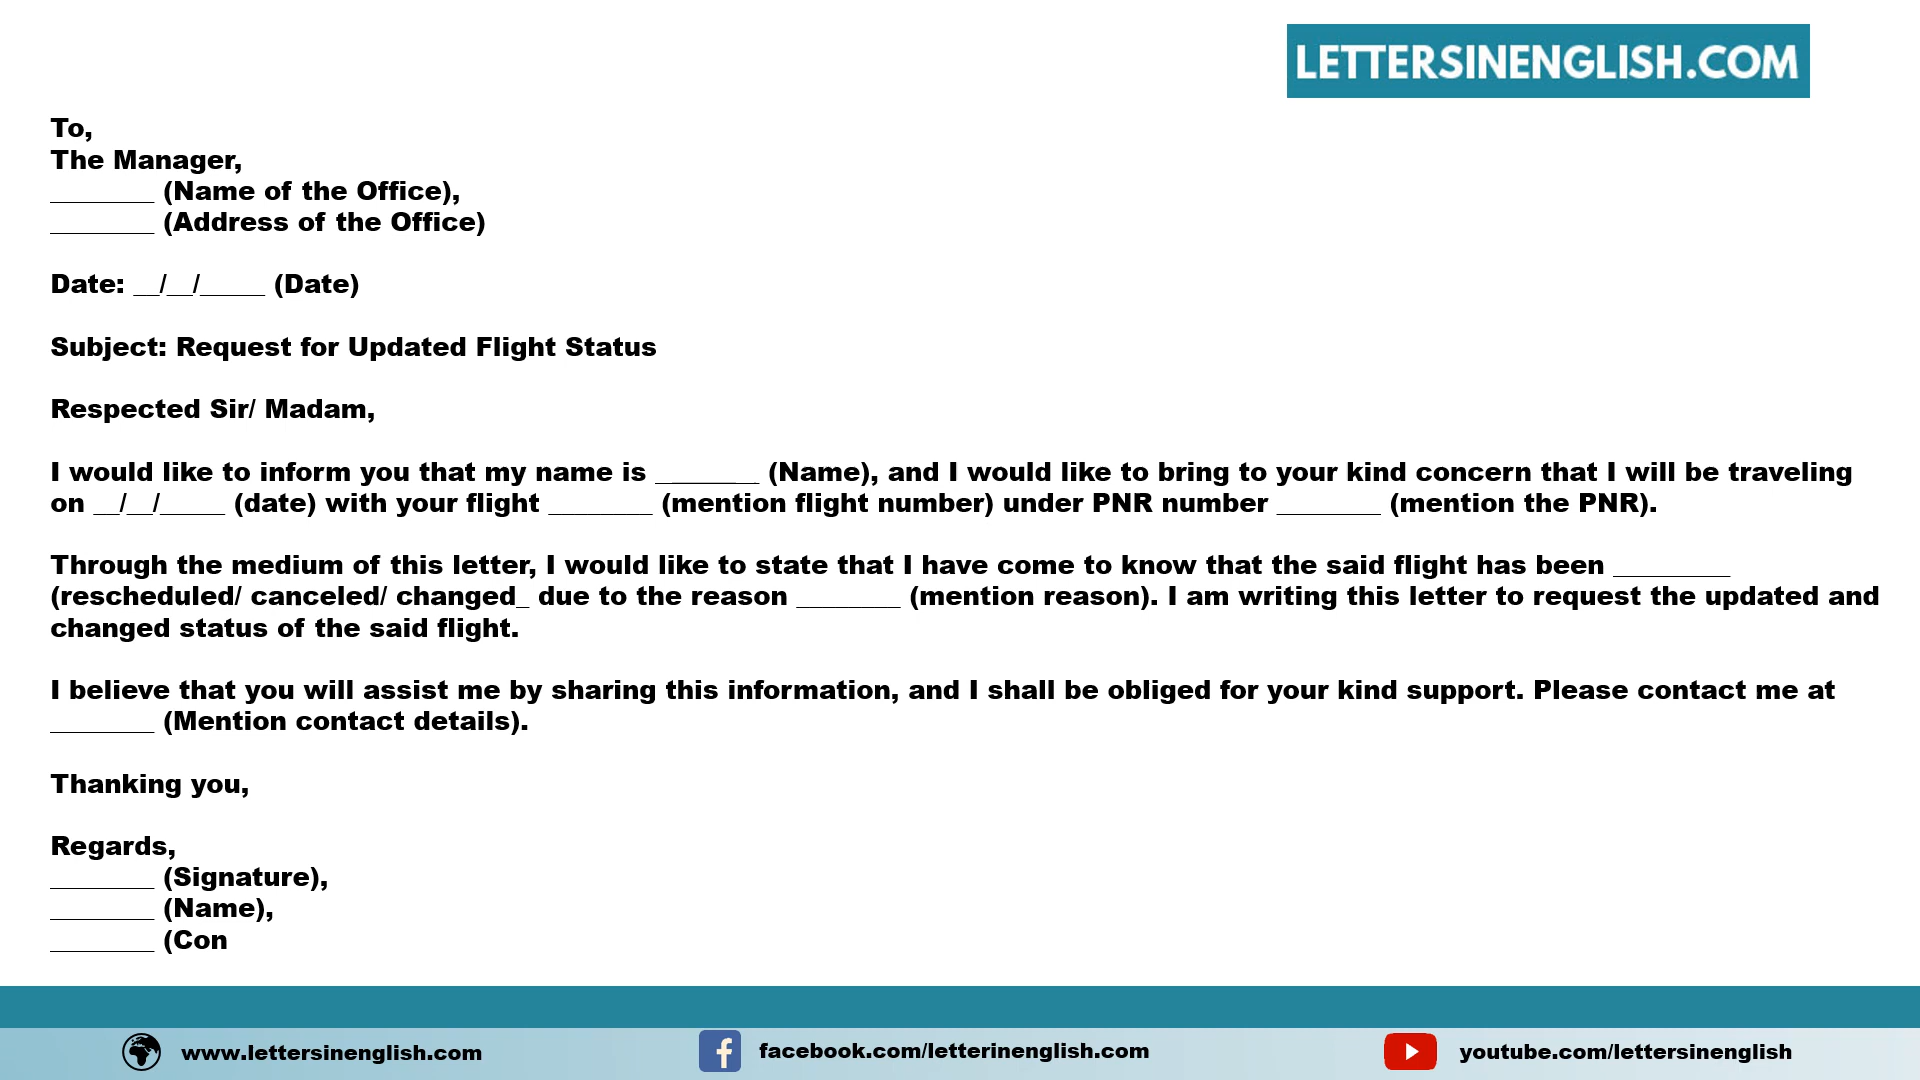 LETTERSINENGLISH.COM
To,
The Manager,
________ (Name of the Office),
________ (Address of the Office)
Date: __/__/_____ (Date)
Subject: Request for Updated Flight Status
Respected Sir/ Madam,
I would like to inform you that my name is ________ (Name), and I would like to bring to your kind concern that I will be traveling
on __/__/_____ (date) with your flight ________ (mention flight number) under PNR number ________ (mention the PNR).
Through the medium of this letter, I would like to state that I have come to know that the said flight has been _________
(rescheduled/ canceled/ changed_ due to the reason ________ (mention reason). I am writing this letter to request the updated and
changed status of the said flight.
I believe that you will assist me by sharing this information, and I shall be obliged for your kind support. Please contact me at
________ (Mention contact details).
Thanking you,
Regards,
________ (Signature),
________ (Name),
________ (Con
www.lettersinenglish.com
facebook.com/letterinenglish.com
youtube.com/lettersinenglish